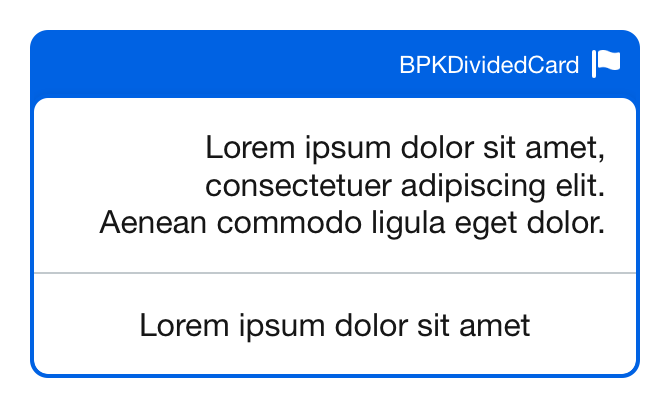 BPKDividedCard
Lorem ipsum dolor sit amet,
consectetuer adipiscing elit.
Aenean commodo ligula eget dolor.
Lorem ipsum dolor sit amet